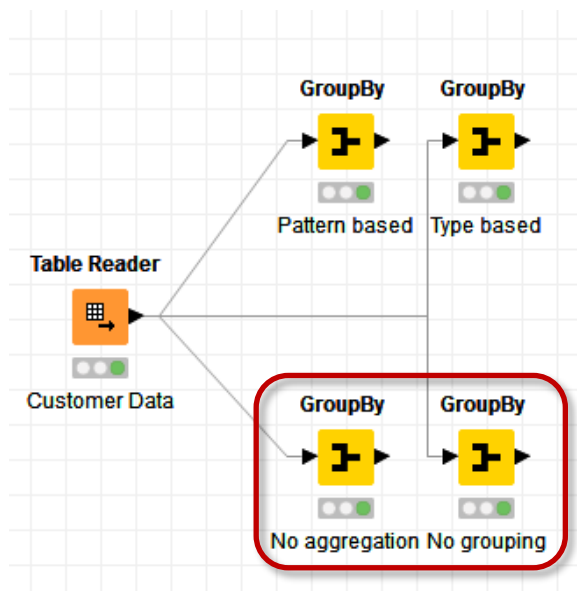 GroupBy
GroupBy
Pattern based
Type based
Table Reader
Customer Data
GroupBy
GroupBy
No aggregation
No grouping